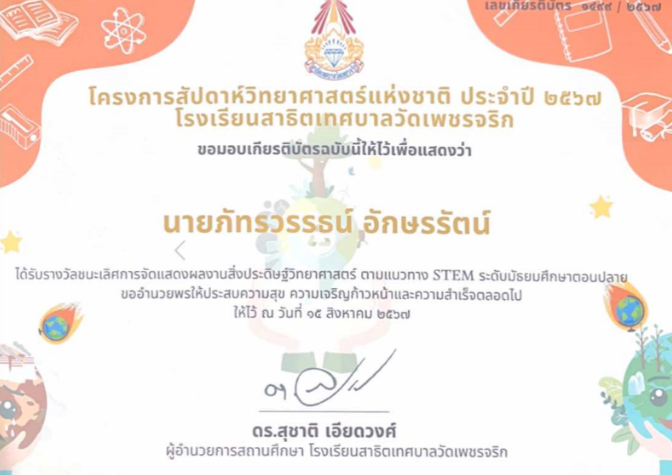 เลขเกียรติบัตร ๑๔๙๙ / ๒๕๖๗
โครงการสัปดาห์วิทยาศาสตร์แห่งชาติ ประจำปี ๒๕๖๗
โรงเรียนสาธิตเทศบาลวัดเพชรจริก
ขอมอบเกียรติบัตรฉบับนี้ให้ไว้เพื่อแสดงว่า
นายภัทรวรรธน์ อักษรรัตน์
ได้รับรางวัลชนะเลิศการจัดแสดงผลงานสิ่งประดิษฐ์วิทยาศาสตร์ ตามแนวทาง STEM ระดับมัธยมศึกษาตอนปลาย
ขออำนวยพรให้ประสบความสุข ความเจริญก้าวหน้าและความสำเร็จตลอดไป
ให้ไว้ ณ วันที่ ๑๕ สิงหาคม ๒๕๖๗
ดร.สุชาติ เอียดวงศ์
ผู้อำนวยการสถานศึกษา โรงเรียนสาธิตเทศบาลวัดเพชรจริก